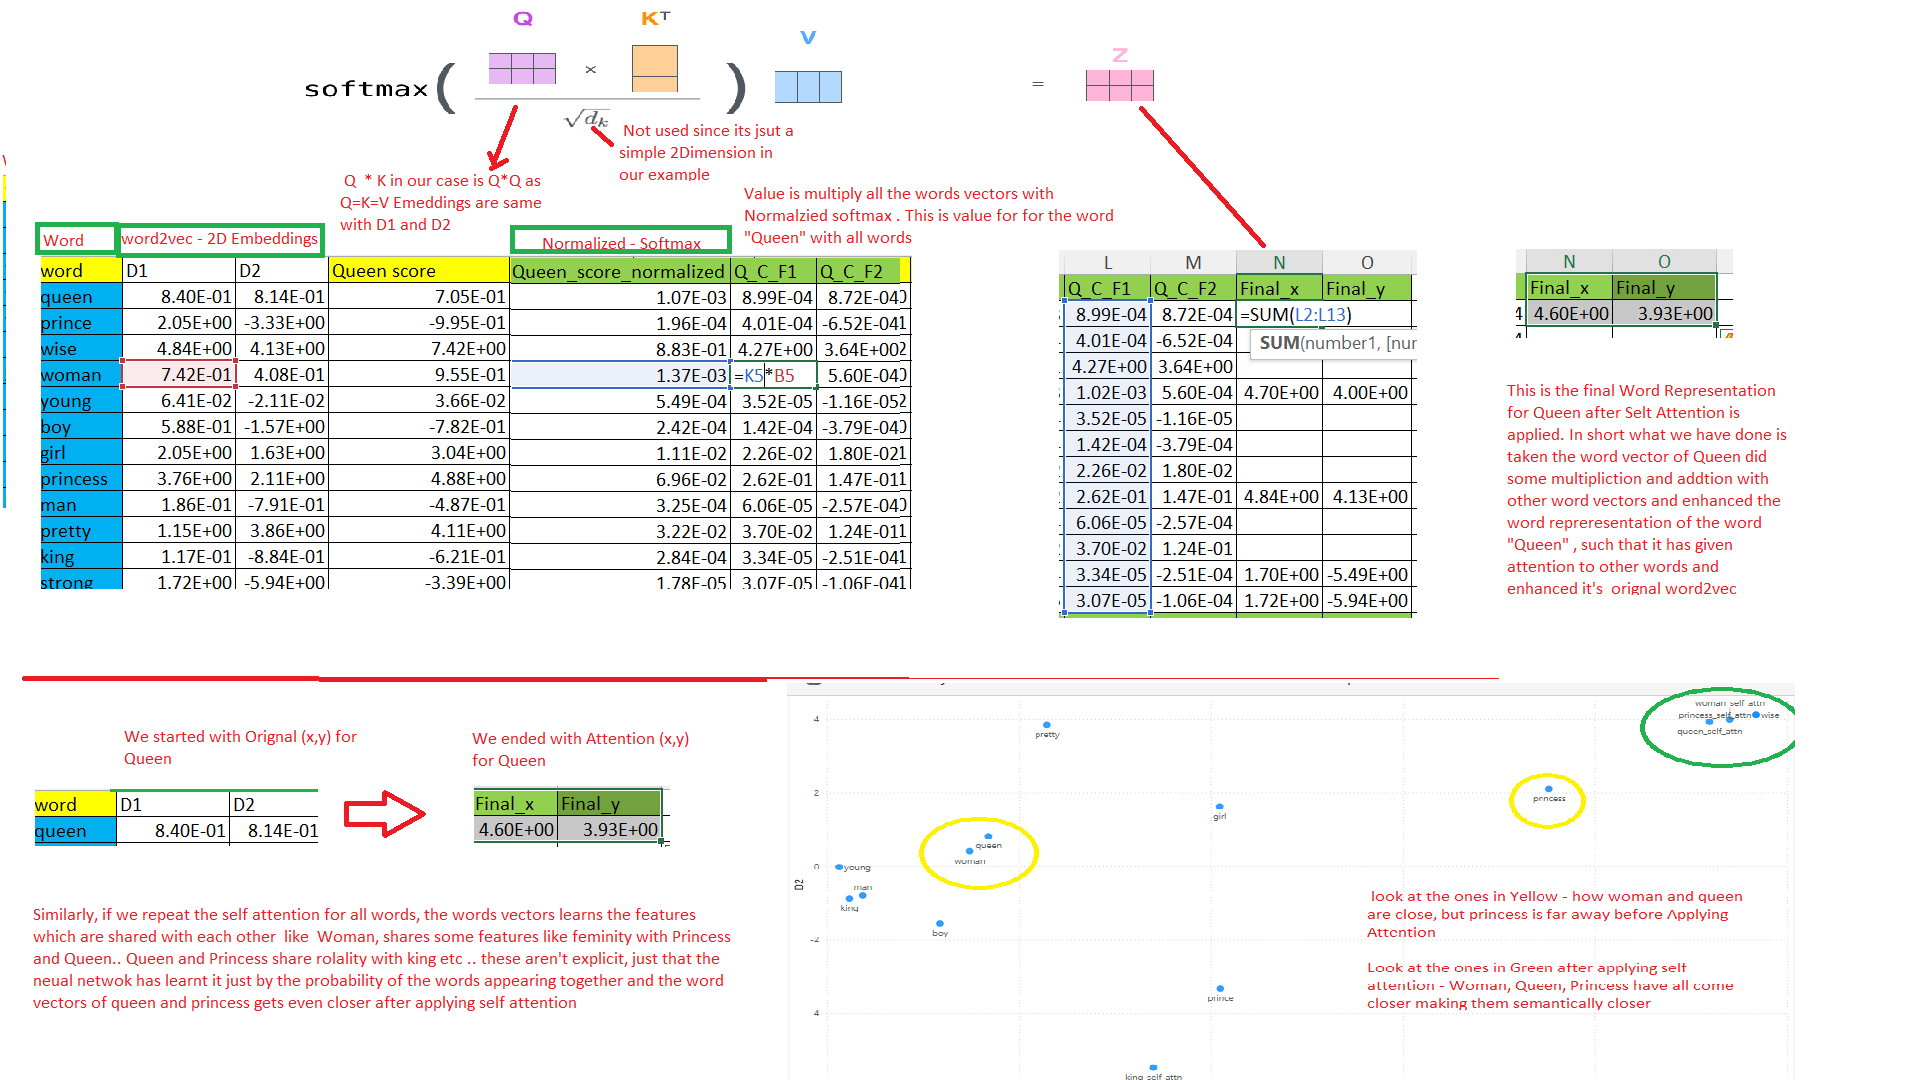 Q
Kᵀ
V
Z
softmax ( × ) =
√dk
Not used since its jsut a
simple 2Dimension in
our example
Q * K in our case is Q*Q as
Q=K=V Emeddings are same
with D1 and D2
Value is multiply all the words vectors with
Normalzied softmax . This is value for for the word
"Queen" with all words
Word
word2vec - 2D Embeddings
Normalized - Softmax
word D1 D2 Queen score Queen_score_normalized Q_C_F1 Q_C_F2
queen 8.40E-01 8.14E-01 7.05E-01 1.07E-03 8.99E-04 8.72E-04
prince 2.05E+00 -3.33E+00 -9.95E-01 1.96E-04 4.01E-04 -6.52E-04
wise 4.84E+00 4.13E+00 7.42E+00 8.83E-01 4.27E+00 3.64E+00
woman 7.42E-01 4.08E-01 9.55E-01 1.37E-03 =K5*B5 5.60E-04
young 6.41E-02 -2.11E-02 3.66E-02 5.49E-04 3.52E-05 -1.16E-05
boy 5.88E-01 -1.57E+00 -7.82E-01 2.42E-04 1.42E-04 -3.79E-04
girl 2.05E+00 1.63E+00 3.04E+00 1.11E-02 2.26E-02 1.80E-02
princess 3.76E+00 2.11E+00 4.88E+00 6.96E-02 2.62E-01 1.47E-01
man 1.86E-01 -7.91E-01 -4.87E-01 3.25E-04 6.06E-05 -2.57E-04
pretty 1.15E+00 3.86E+00 4.11E+00 3.22E-02 3.70E-02 1.24E-01
king 1.17E-01 -8.84E-01 -6.21E-01 2.84E-04 3.34E-05 -2.51E-04
strong 1.72E+00 -5.94E+00 -3.39E+00 1.78E-05 3.07E-05 -1.06E-04
L M N O
Q_C_F1 Q_C_F2 Final_x Final_y
8.99E-04 8.72E-04 =SUM(L2:L13)
4.01E-04 -6.52E-04 SUM(number1, [nur
4.27E+00 3.64E+00
1.02E-03 5.60E-04 4.70E+00 4.00E+00
3.52E-05 -1.16E-05
1.42E-04 -3.79E-04
2.26E-02 1.80E-02
2.62E-01 1.47E-01 4.84E+00 4.13E+00
6.06E-05 -2.57E-04
3.70E-02 1.24E-01
3.34E-05 -2.51E-04 1.70E+00 -5.49E+00
3.07E-05 -1.06E-04 1.72E+00 -5.94E+00
N O
Final_x Final_y
4.60E+00 3.93E+00
This is the final Word Representation
for Queen after Selt Attention is
applied. In short what we have done is
taken the word vector of Queen did
some multipliction and addtion with
other word vectors and enhanced the
word repreresentation of the word
"Queen" , such that it has given
attention to other words and
enhanced it's orignal word2vec
We started with Orignal (x,y) for
Queen
word D1 D2
queen 8.40E-01 8.14E-01
We ended with Attention (x,y)
for Queen
Final_x Final_y
4.60E+00 3.93E+00
Similarly, if we repeat the self attention for all words, the words vectors learns the features
which are shared with each other like Woman, shares some features like feminity with Princess
and Queen.. Queen and Princess share rolality with king etc .. these aren't explicit, just that the
neual netwok has learnt it just by the probability of the words appearing together and the word
vectors of queen and princess gets even closer after applying self attention
4
2
0
-2
4
D2
pretty
woman_self_attn
princess_self_attn
wise
queen_self_attn
princess
girl
queen
woman
young
man
king
boy
prince
king_self_attn
look at the ones in Yellow - how woman and queen
are close, but princess is far away before Applying
Attention
Look at the ones in Green after applying self
attention - Woman, Queen, Princess have all come
closer making them semantically closer